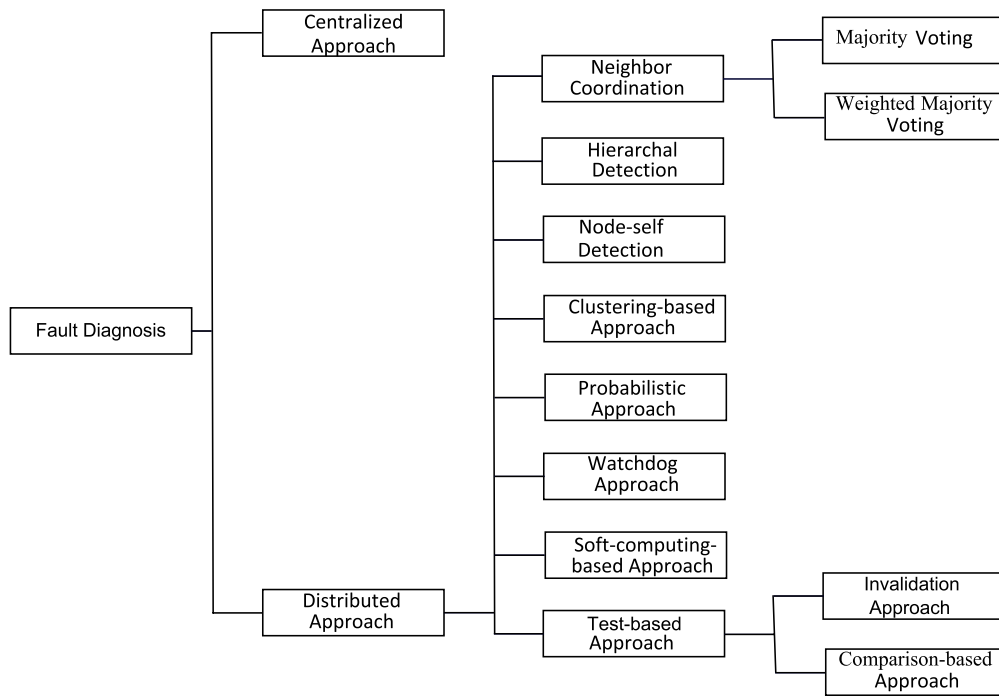 Centralized
Approach
Majority Voting
Neighbor
Coordination
Weighted Majority
Voting
Hierarchal
Detection
Node-self
Detection
Clustering-based
Approach
Fault Diagnosis
Probabilistic
Approach
Watchdog
Approach
Soft-computing-
based Approach
Distributed
Approach
Test-based
Approach
Invalidation
Approach
Comparison-based
Approach